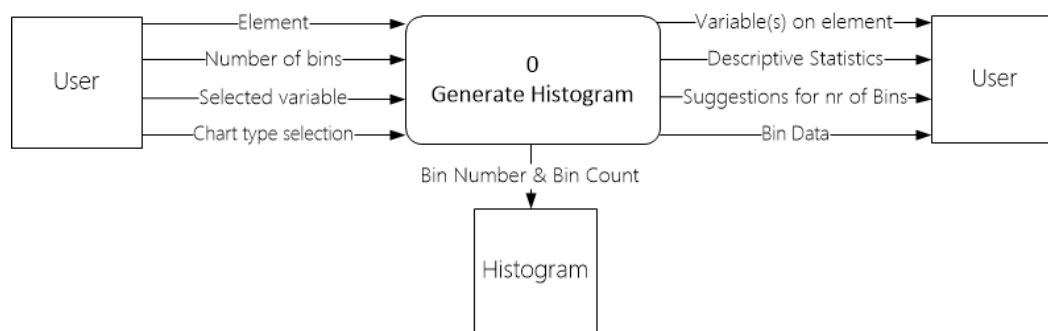 Element
Number of bins
Selected variable
Chart type selection
User
0
Generate Histogram
Variable(s) on element
Descriptive Statistics
Suggestions for nr of Bins
Bin Data
User
Bin Number & Bin Count
Histogram